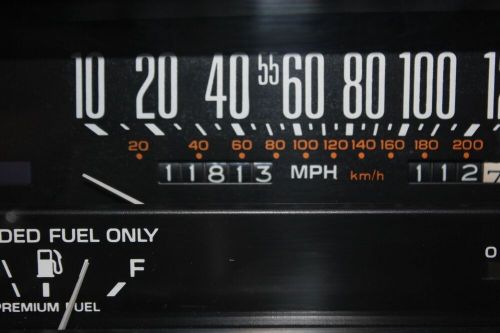 10 20 40 55 60 80 100
20 40 60 80 100 120 140 160 180 200
11813 MPH km/h 112
DED FUEL ONLY
F
PREMIUM FUEL
0